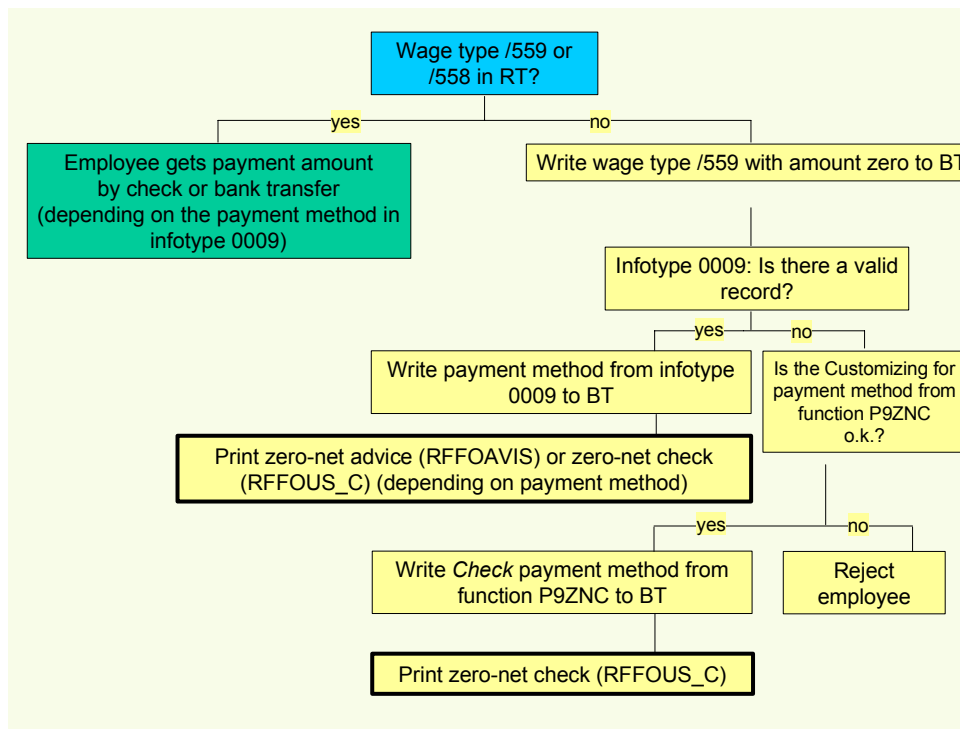 Wage type /559 or
/558 in RT?
yes
no
Employee gets payment amount
by check or bank transfer
(depending on the payment method in
infotype 0009)
Write wage type /559 with amount zero to BT
Infotype 0009: Is there a valid
record?
yes
no
Write payment method from infotype
0009 to BT
Is the Customizing for
payment method from
function P9ZNC
o.k.?
Print zero-net advice (RFFOAVIS) or zero-net check
(RFFOUS_C) (depending on payment method)
yes
no
Write Check payment method from
function P9ZNC to BT
Reject
employee
Print zero-net check (RFFOUS_C)